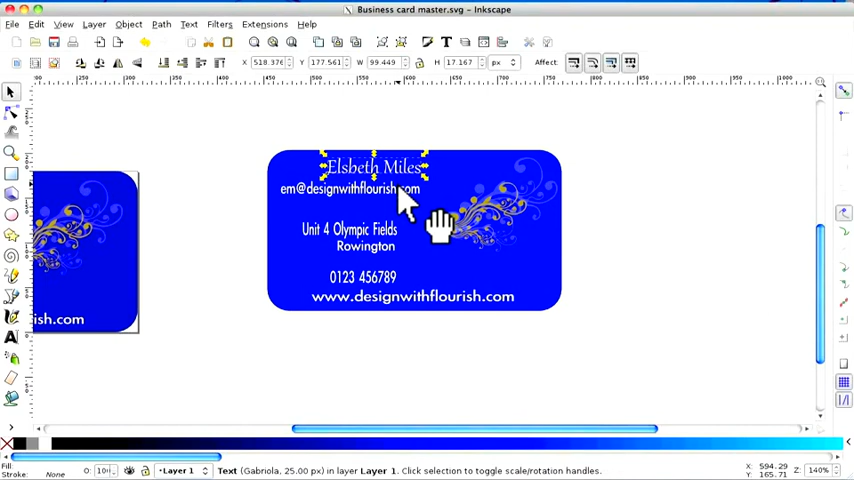 Business card master.svg - Inkscape
File Edit View Layer Object Path Text Filters Extensions Help
X 518.376 Y 177.561 W 99.449 H 17.167 px Affect:
Elsbeth Miles
em@designwithflourish.com
Unit 4 Olympic Fields
Rowington
0123 456789
www.designwithflourish.com
ish.com
Fill
Stroke: None
O: 100
Layer 1
Text (Gabriola, 25.00 px) in layer Layer 1. Click selection to toggle scale/rotation handles.
X: 594.29
Y: 165.71
Z: 140%